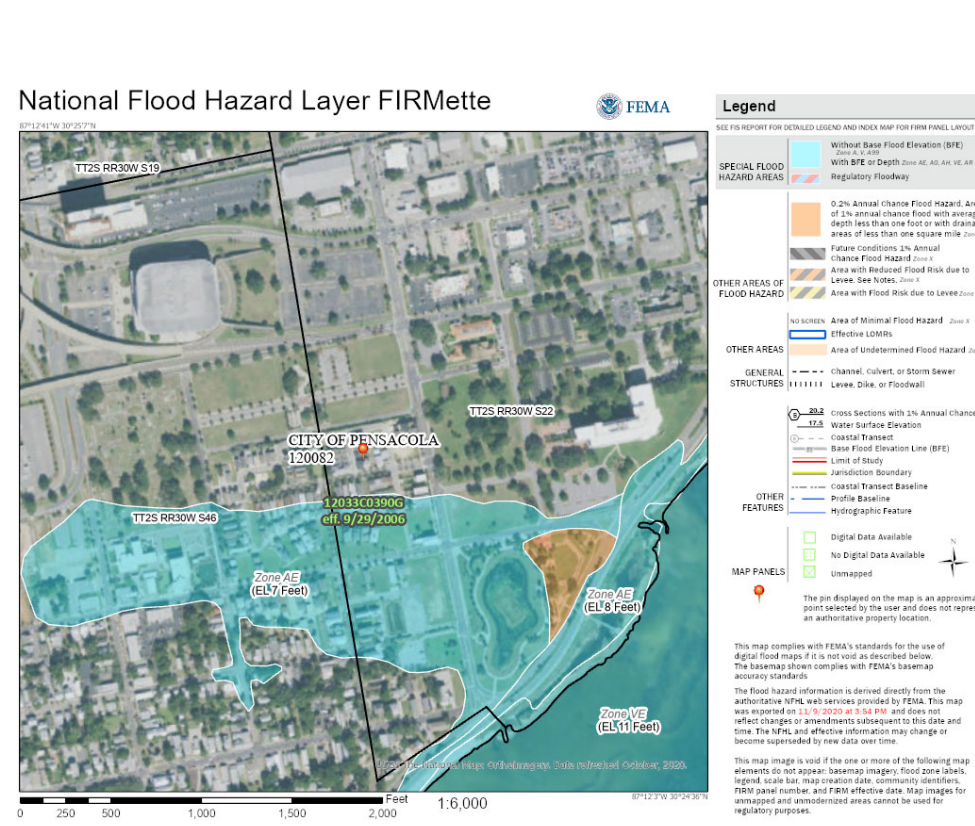 National Flood Hazard Layer FIRMette
FEMA
87°12'41"W 30°25'7"N
TT2S RR30W S19
TT2S RR30W S22
CITY OF PENSACOLA
120082
12033C0390G
eff. 9/29/2006
TT2S RR30W S46
Zone AE
(EL 7 Feet)
Zone AE
(EL 8 Feet)
Zone VE
(EL 11 Feet)
USGS The National Map: Orthoimagery. Data refreshed October, 2020.
87°12'3"W 30°24'36"N
0 250 500 1,000 1,500 2,000
Feet
1:6,000
Legend
SEE FIS REPORT FOR DETAILED LEGEND AND INDEX MAP FOR FIRM PANEL LAYOUT
SPECIAL FLOOD
HAZARD AREAS
Without Base Flood Elevation (BFE)
Zone A, V, A99
With BFE or Depth Zone AE, AO, AH, VE, AR
Regulatory Floodway
OTHER AREAS OF
FLOOD HAZARD
0.2% Annual Chance Flood Hazard, Are
of 1% annual chance flood with averag
depth less than one foot or with draina
areas of less than one square mile Zon
Future Conditions 1% Annual
Chance Flood Hazard Zone X
Area with Reduced Flood Risk due to
Levee. See Notes. Zone X
Area with Flood Risk due to Levee Zone
OTHER AREAS
NO SCREEN Area of Minimal Flood Hazard Zone X
Effective LOMRs
Area of Undetermined Flood Hazard Zo
GENERAL
STRUCTURES
Channel, Culvert, or Storm Sewer
Levee, Dike, or Floodwall
OTHER
FEATURES
B 20.2 Cross Sections with 1% Annual Chance
17.5 Water Surface Elevation
Coastal Transect
Base Flood Elevation Line (BFE)
Limit of Study
Jurisdiction Boundary
Coastal Transect Baseline
Profile Baseline
Hydrographic Feature
MAP PANELS
Digital Data Available
No Digital Data Available
Unmapped
N
The pin displayed on the map is an approxima
point selected by the user and does not repres
an authoritative property location.
This map complies with FEMA's standards for the use of
digital flood maps if it is not void as described below.
The basemap shown complies with FEMA's basemap
accuracy standards
The flood hazard information is derived directly from the
authoritative NFHL web services provided by FEMA. This map
was exported on 11/9/2020 at 3:54 PM and does not
reflect changes or amendments subsequent to this date and
time. The NFHL and effective information may change or
become superseded by new data over time.
This map image is void if the one or more of the following map
elements do not appear: basemap imagery, flood zone labels,
legend, scale bar, map creation date, community identifiers,
FIRM panel number, and FIRM effective date. Map images for
unmapped and unmodernized areas cannot be used for
regulatory purposes.